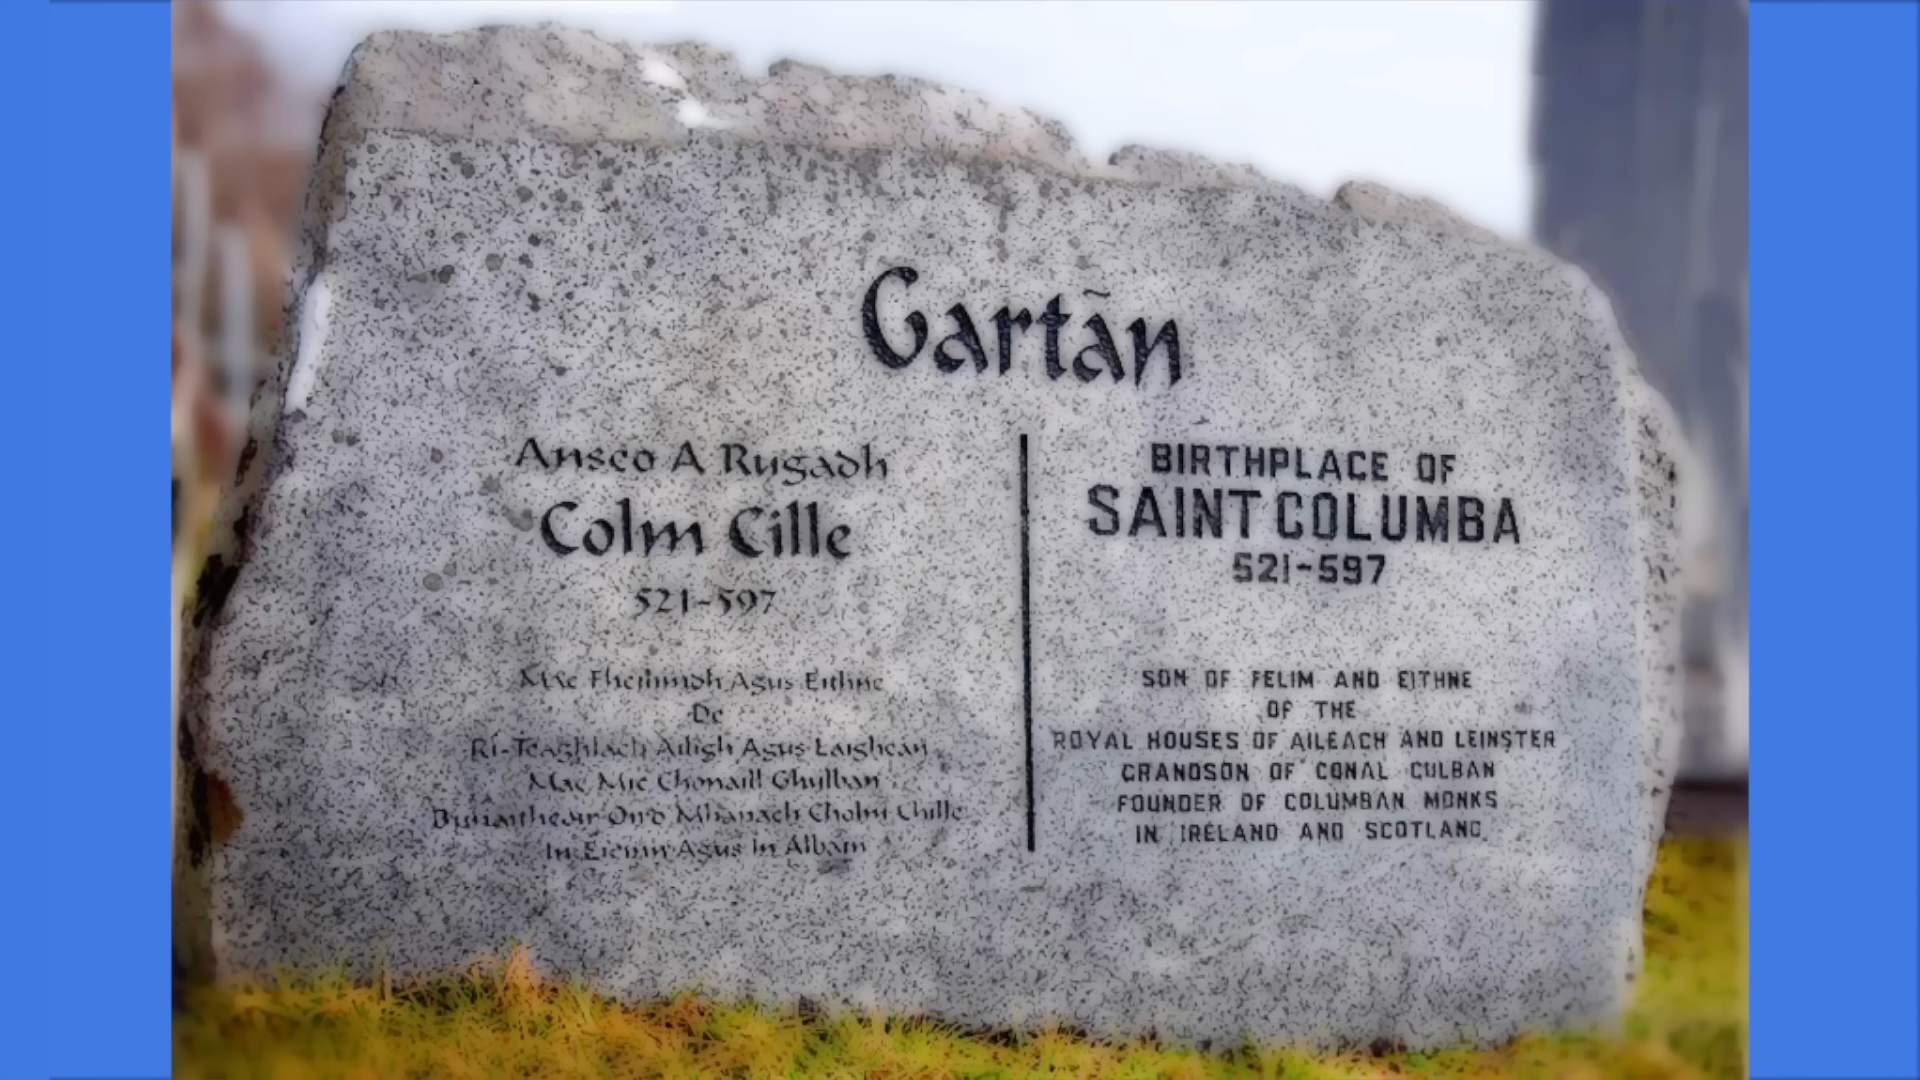 Gartán
Anseo A Rugadh
Colm Cille
521-597
Mac Fheilimidh Agus Eithne
De
Rí-Teaghlach Ailigh Agus Laighean
Mac Mic Chonaill Ghulban
Bunaitheoir Ord Mhanach Cholm Chille
In Eirinn Agus In Albain
BIRTHPLACE OF
SAINT COLUMBA
521-597
SON OF FELIM AND EITHNE
OF THE
ROYAL HOUSES OF AILEACH AND LEINSTER
GRANDSON OF CONAL GULBAN
FOUNDER OF COLUMBAN MONKS
IN IRELAND AND SCOTLAND.